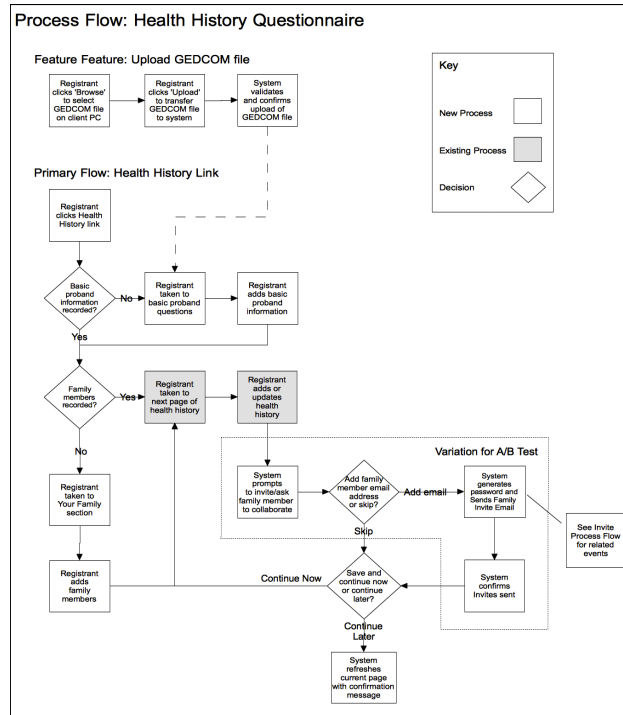 Process Flow: Health History Questionnaire
Feature Feature: Upload GEDCOM file
Registrant
clicks 'Browse'
to select
GEDCOM file
on client PC
Registrant
clicks 'Upload'
to transfer
GEDCOM file
to system
System
validates
and confirms
upload of
GEDCOM file
Key
New Process
Existing Process
Decision
Primary Flow: Health History Link
Registrant
clicks Health
History link
Basic
proband
information
recorded?
No
Yes
Registrant
taken to
basic proband
questions
Registrant
adds basic
proband
information
Family
members
recorded?
Yes
No
Registrant
taken to
next page of
health history
Registrant
adds or
updates
health
history
Variation for A/B Test
System
prompts
to invite/ask
family member
to collaborate
Add family
member email
address
or skip?
Add email
Skip
System
generates
password and
Sends Family
Invite Email
See Invite
Process Flow
for related
events
Registrant
taken to
Your Family
section
Registrant
adds
family
members
Continue Now
Save and
continue now
or continue
later?
System
confirms
Invites sent
Continue
Later
System
refreshes
current page
with confirmation
message